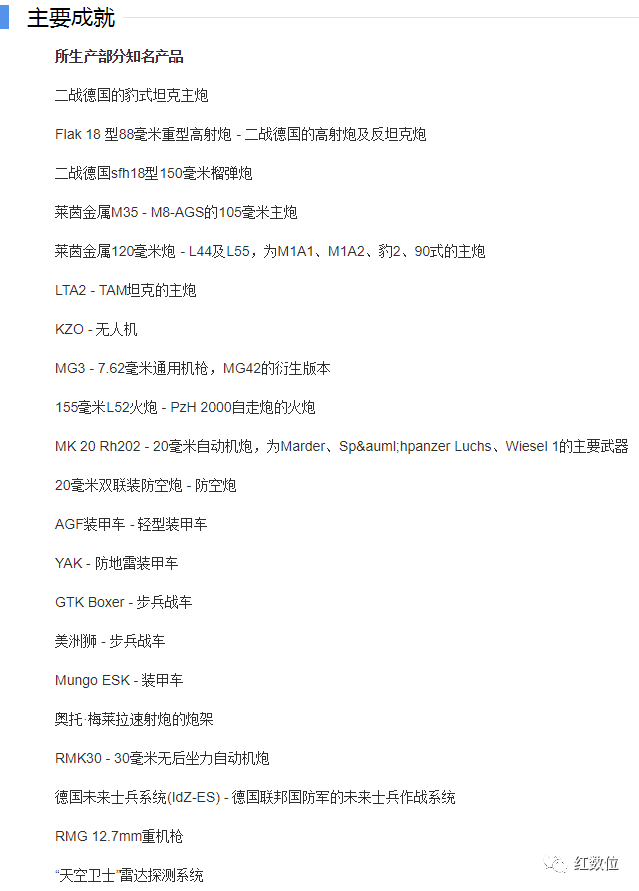 主要成就
所生产部分知名产品
二战德国的豹式坦克主炮
Flak 18 型88毫米重型高射炮 - 二战德国的高射炮及反坦克炮
二战德国sfh18型150毫米榴弹炮
莱茵金属M35 - M8-AGS的105毫米主炮
莱茵金属120毫米炮 - L44及L55，为M1A1、M1A2、豹2、90式的主炮
LTA2 - TAM坦克的主炮
KZO - 无人机
MG3 - 7.62毫米通用机枪，MG42的衍生版本
155毫米L52火炮 - PzH 2000自走炮的火炮
MK 20 Rh202 - 20毫米自动机炮，为Marder、Sp&auml;hpanzer Luchs、Wiesel 1的主要武器
20毫米双联装防空炮 - 防空炮
AGF装甲车 - 轻型装甲车
YAK - 防地雷装甲车
GTK Boxer - 步兵战车
美洲狮 - 步兵战车
Mungo ESK - 装甲车
奥托·梅莱拉速射炮的炮架
RMK30 - 30毫米无后坐力自动机炮
德国未来士兵系统(IdZ-ES) - 德国联邦国防军的未来士兵作战系统
RMG 12.7mm重机枪
“天空卫士”雷达探测系统
红数位